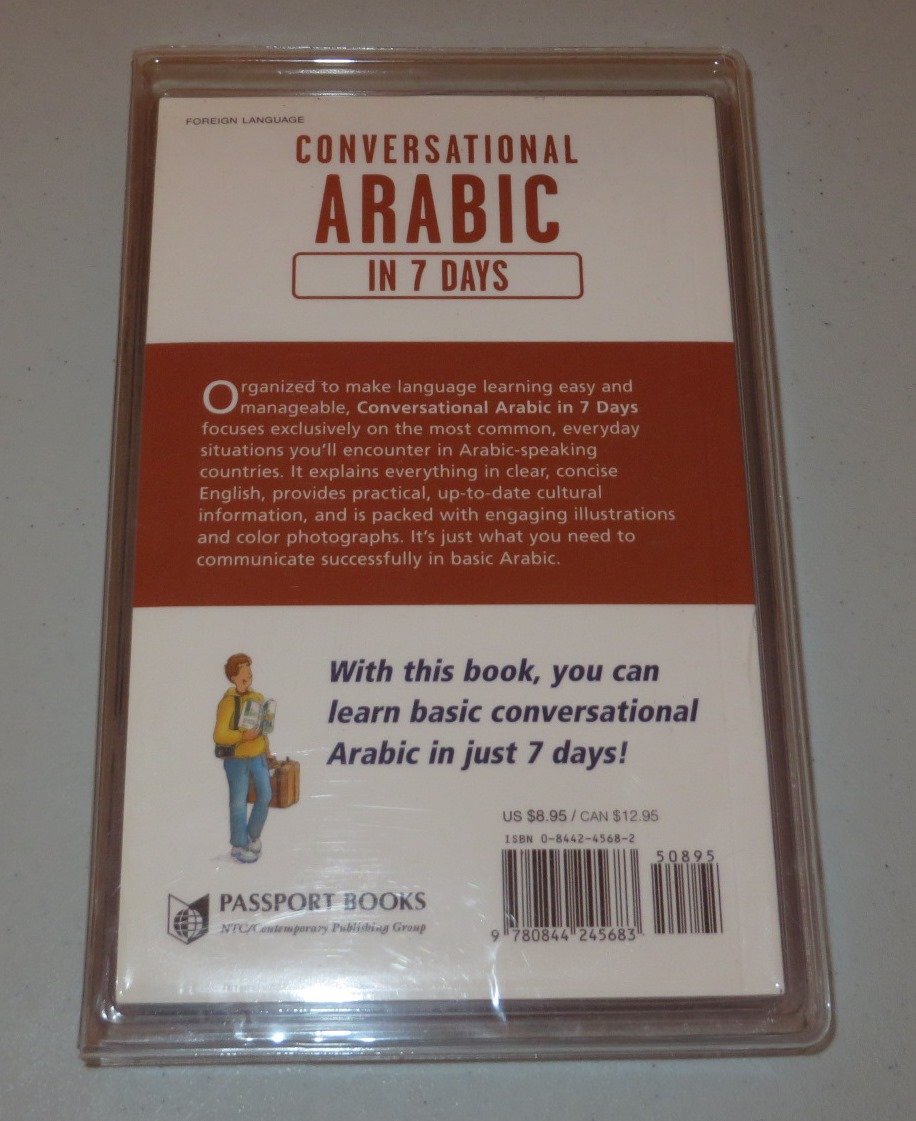 FOREIGN LANGUAGE
CONVERSATIONAL
ARABIC
IN 7 DAYS
Organized to make language learning easy and
manageable, Conversational Arabic in 7 Days
focuses exclusively on the most common, everyday
situations you'll encounter in Arabic-speaking
countries. It explains everything in clear, concise
English, provides practical, up-to-date cultural
information, and is packed with engaging illustrations
and color photographs. It's just what you need to
communicate successfully in basic Arabic.
With this book, you can
learn basic conversational
Arabic in just 7 days!
US $8.95 / CAN $12.95
ISBN 0-8442-4568-2
50895
9 780844 245683
PASSPORT BOOKS
NTC/Contemporary Publishing Group